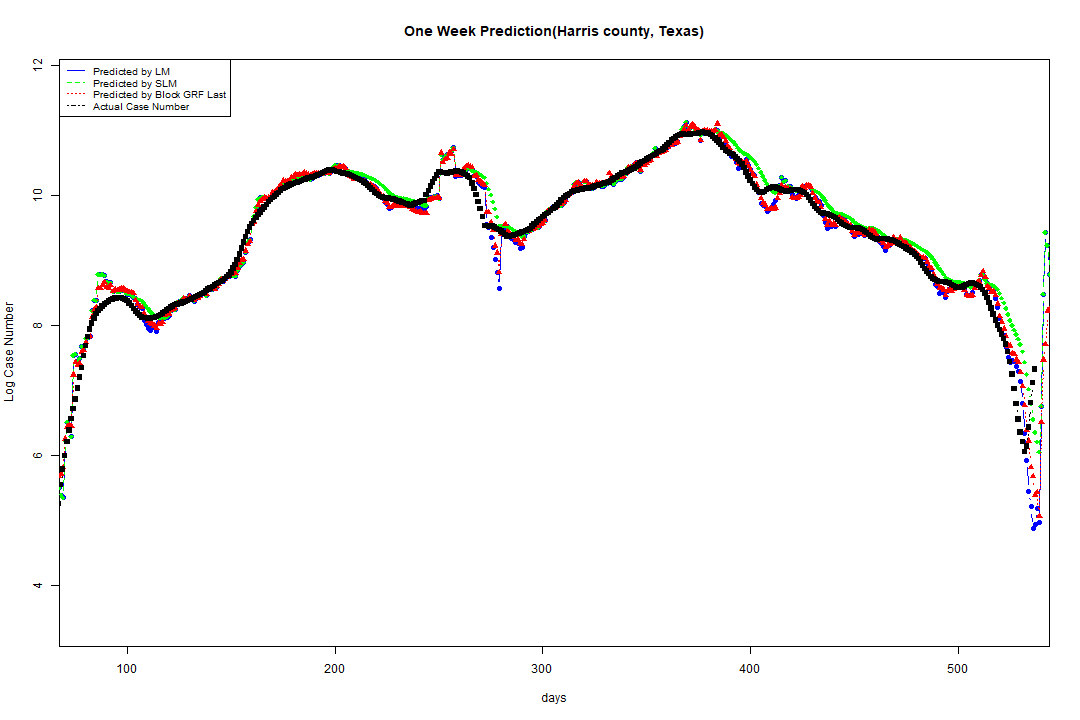 One Week Prediction(Harris county, Texas)
12
Predicted by LM
Predicted by SLM
Predicted by Block GRF Last
Actual Case Number
10
8
6
4
Log Case Number
100 200 300 400 500
days